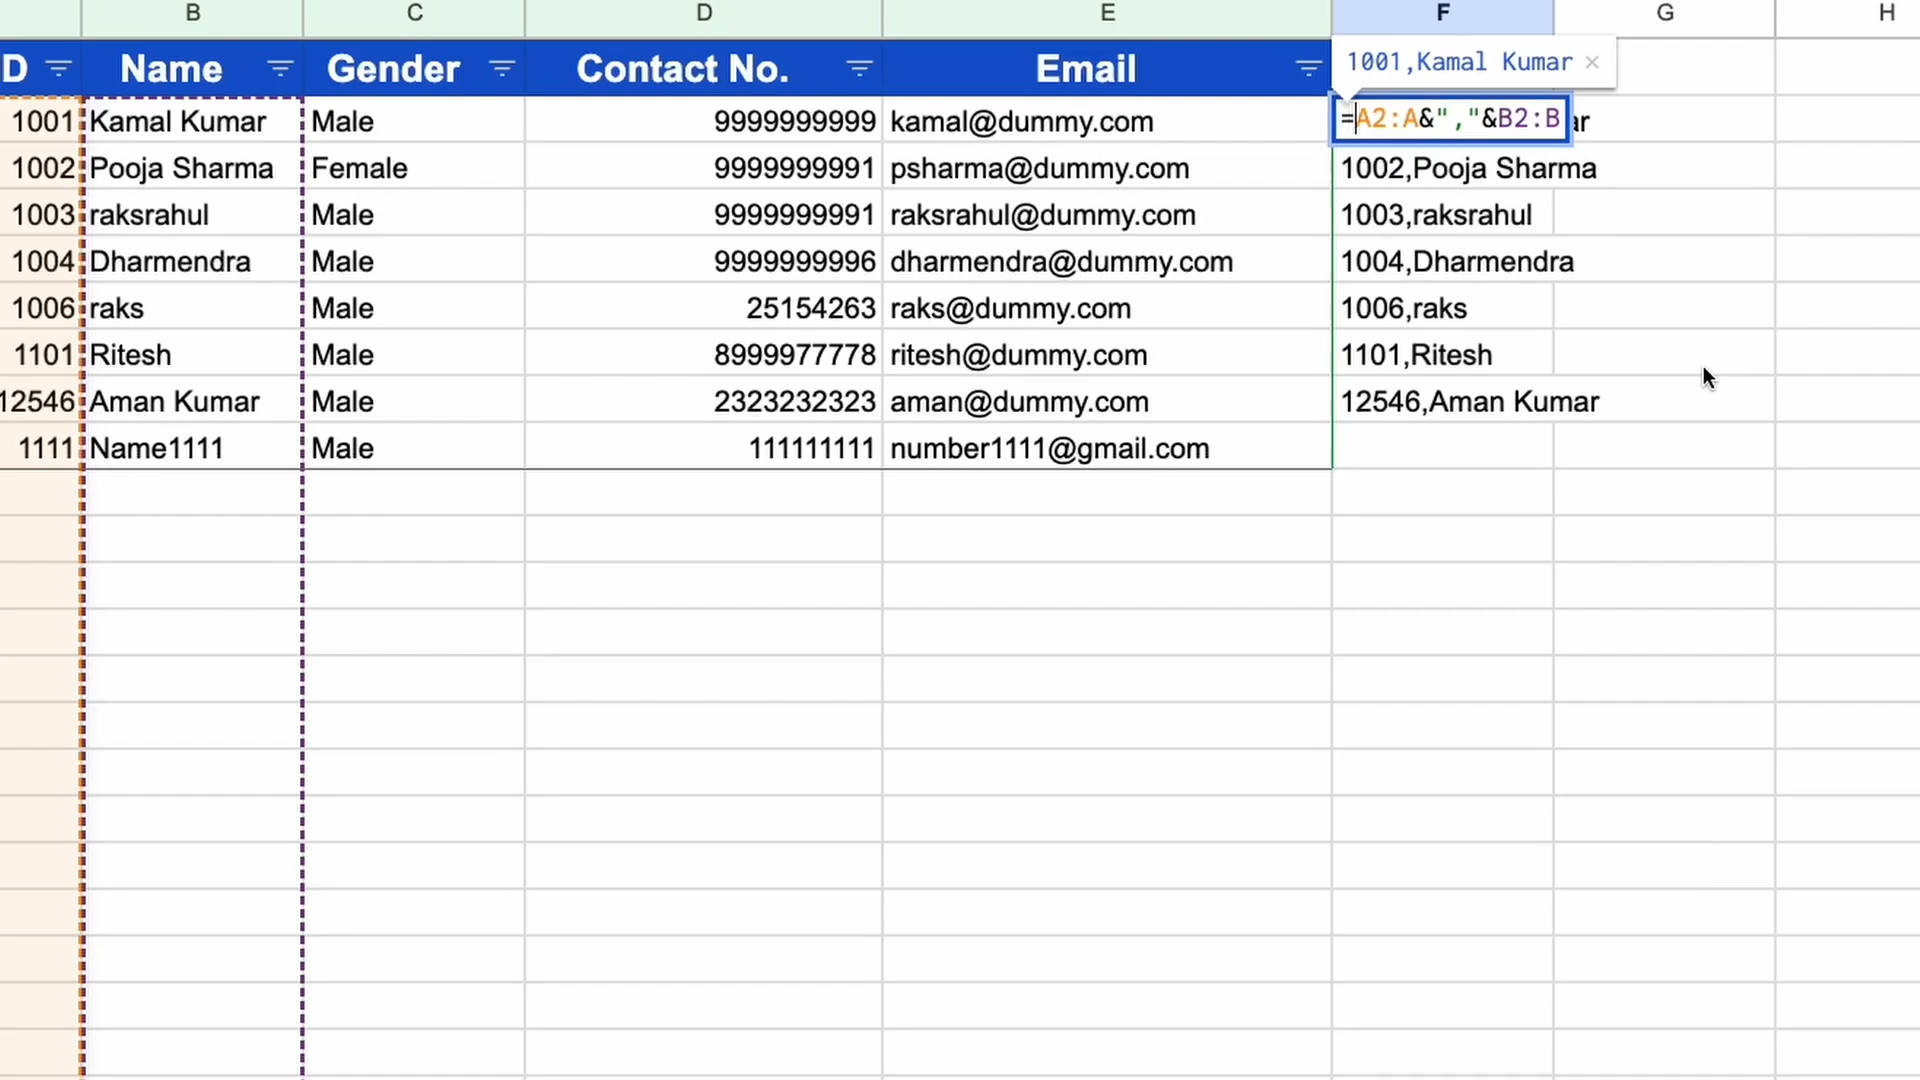 B C D E F G H
D Name Gender Contact No. Email 1001,Kamal Kumar ×
1001 Kamal Kumar Male 9999999999 kamal@dummy.com =A2:A&","&B2:B ar
1002 Pooja Sharma Female 9999999991 psharma@dummy.com 1002,Pooja Sharma
1003 raksrahul Male 9999999991 raksrahul@dummy.com 1003,raksrahul
1004 Dharmendra Male 9999999996 dharmendra@dummy.com 1004,Dharmendra
1006 raks Male 25154263 raks@dummy.com 1006,raks
1101 Ritesh Male 8999977778 ritesh@dummy.com 1101,Ritesh
12546 Aman Kumar Male 2323232323 aman@dummy.com 12546,Aman Kumar
1111 Name1111 Male 111111111 number1111@gmail.com